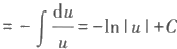 = -∫ du/u = -ln |u| + C